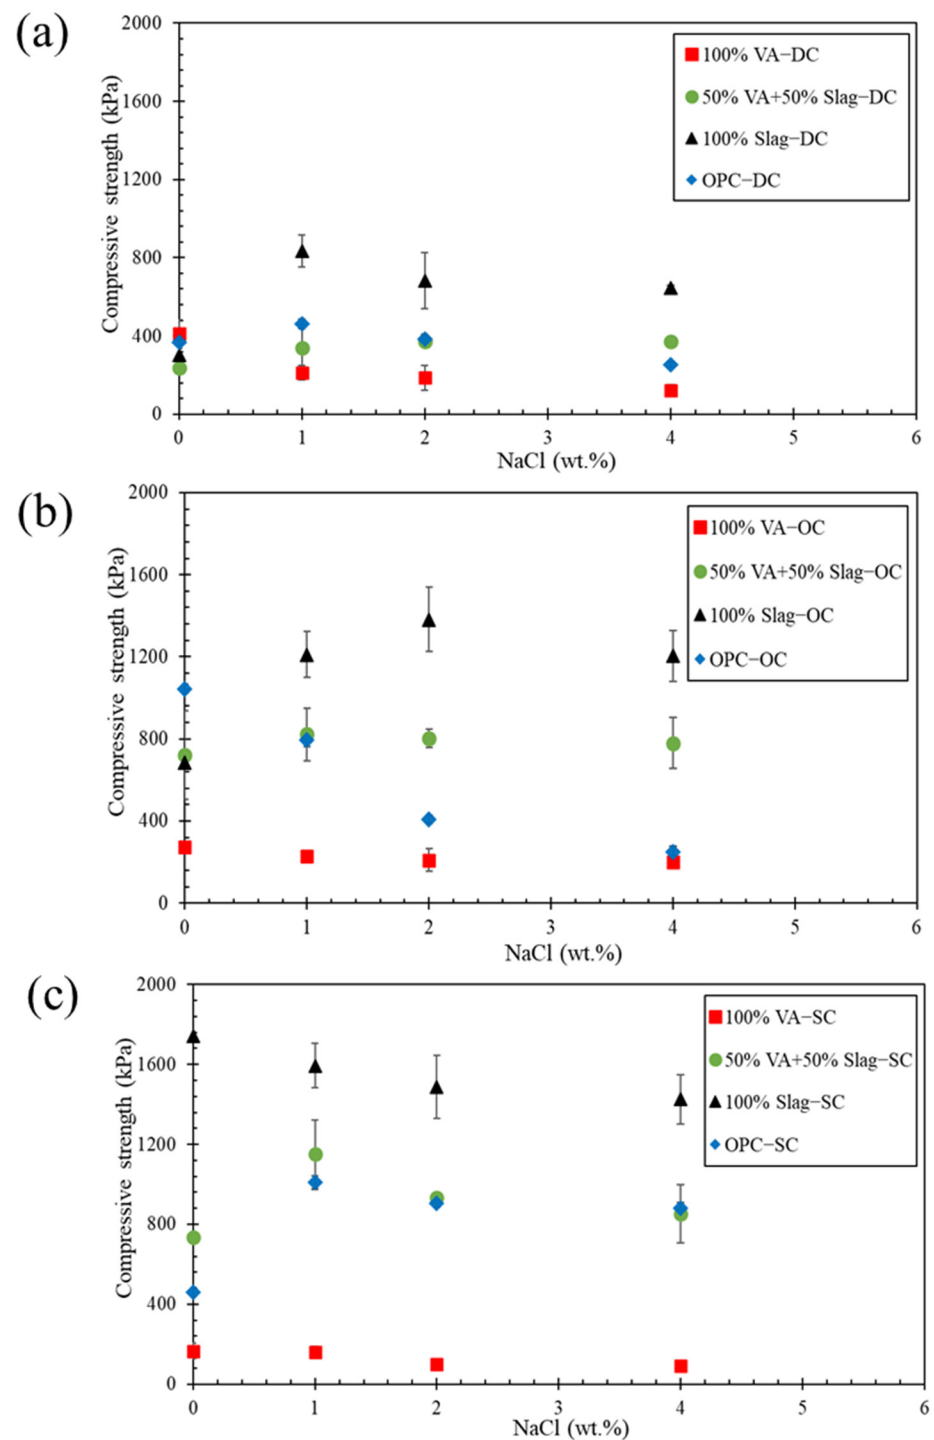 (a)
Compressive strength (kPa)
2000
1600
1200
800
400
0
0 1 2 3 4 5 6
NaCl (wt.%)
100% VA−DC
50% VA+50% Slag−DC
100% Slag−DC
OPC−DC
(b)
Compressive strength (kPa)
2000
1600
1200
800
400
0
0 1 2 3 4 5 6
NaCl (wt.%)
100% VA−OC
50% VA+50% Slag−OC
100% Slag−OC
OPC−OC
(c)
Compressive strength (kPa)
2000
1600
1200
800
400
0
0 1 2 3 4 5 6
NaCl (wt.%)
100% VA−SC
50% VA+50% Slag−SC
100% Slag−SC
OPC−SC